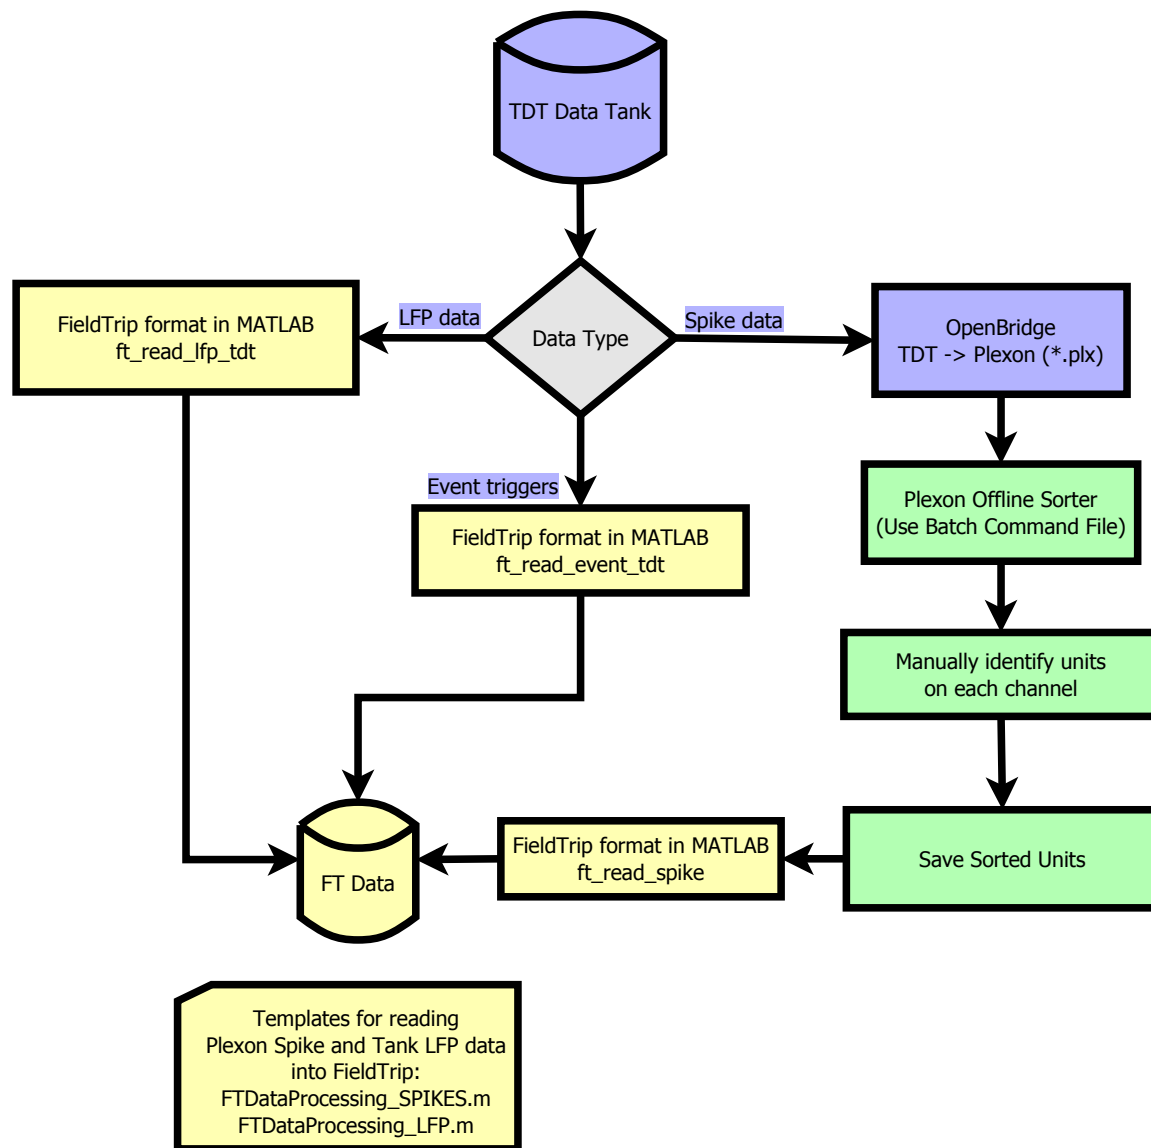 TDT Data Tank
LFP data
Data Type
Spike data
FieldTrip format in MATLAB
ft_read_lfp_tdt
OpenBridge
TDT -> Plexon (*.plx)
Event triggers
FieldTrip format in MATLAB
ft_read_event_tdt
Plexon Offline Sorter
(Use Batch Command File)
Manually identify units
on each channel
Save Sorted Units
FieldTrip format in MATLAB
ft_read_spike
FT Data
Templates for reading
Plexon Spike and Tank LFP data
into FieldTrip:
FTDataProcessing_SPIKES.m
FTDataProcessing_LFP.m